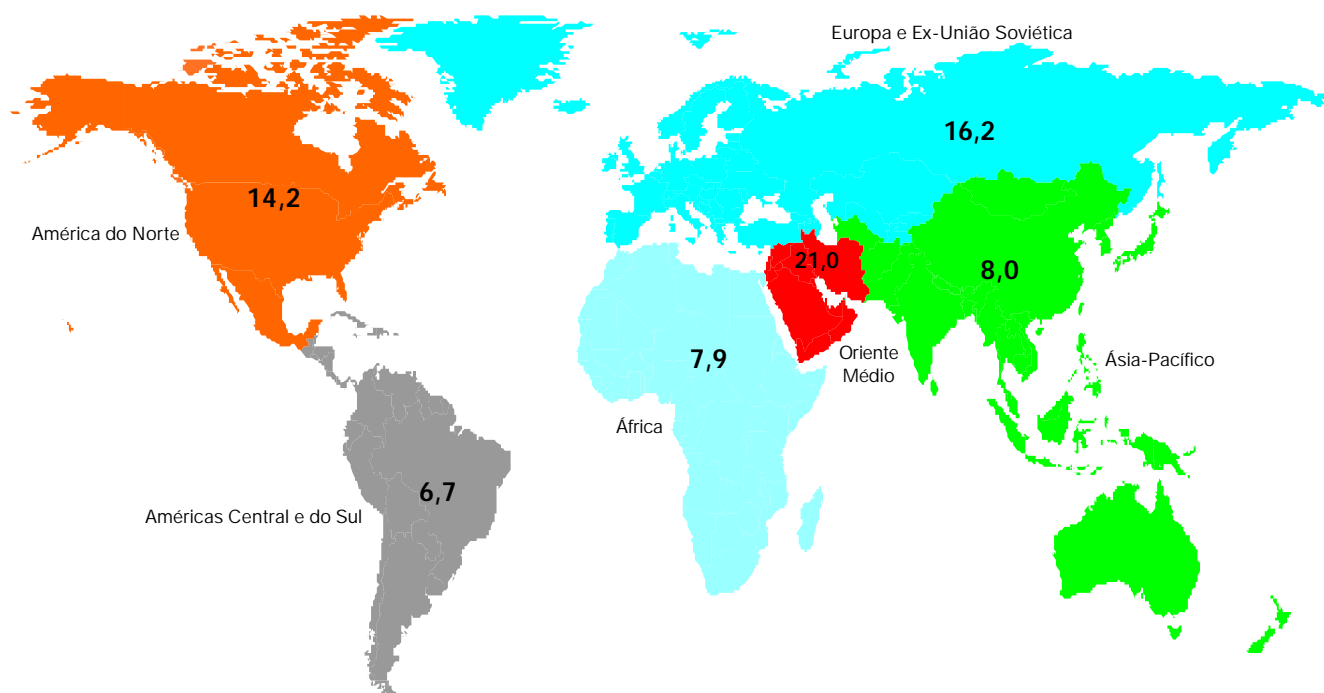 Europa e Ex-União Soviética
16,2
14,2
América do Norte
21,0
8,0
7,9
Oriente
Médio
Ásia-Pacífico
África
6,7
Américas Central e do Sul